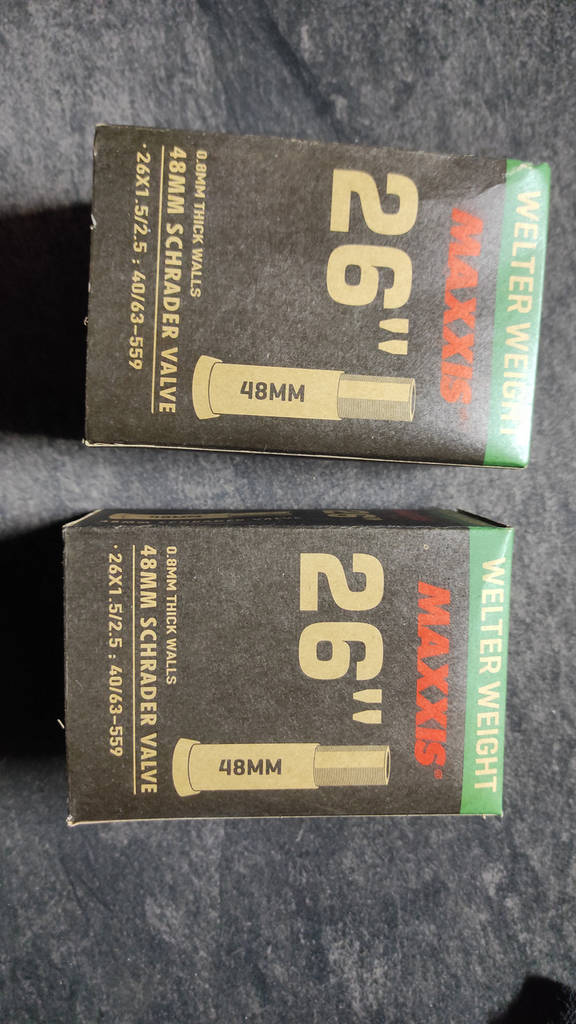 WELTER WEIGHT
MAXXIS®
26"
48MM
0.8MM THICK WALLS
48MM SCHRADER VALVE
· 26X1.5/2.5 ; 40/63-559
WELTER WEIGHT
MAXXIS®
26"
48MM
0.8MM THICK WALLS
48MM SCHRADER VALVE
· 26X1.5/2.5 ; 40/63-559